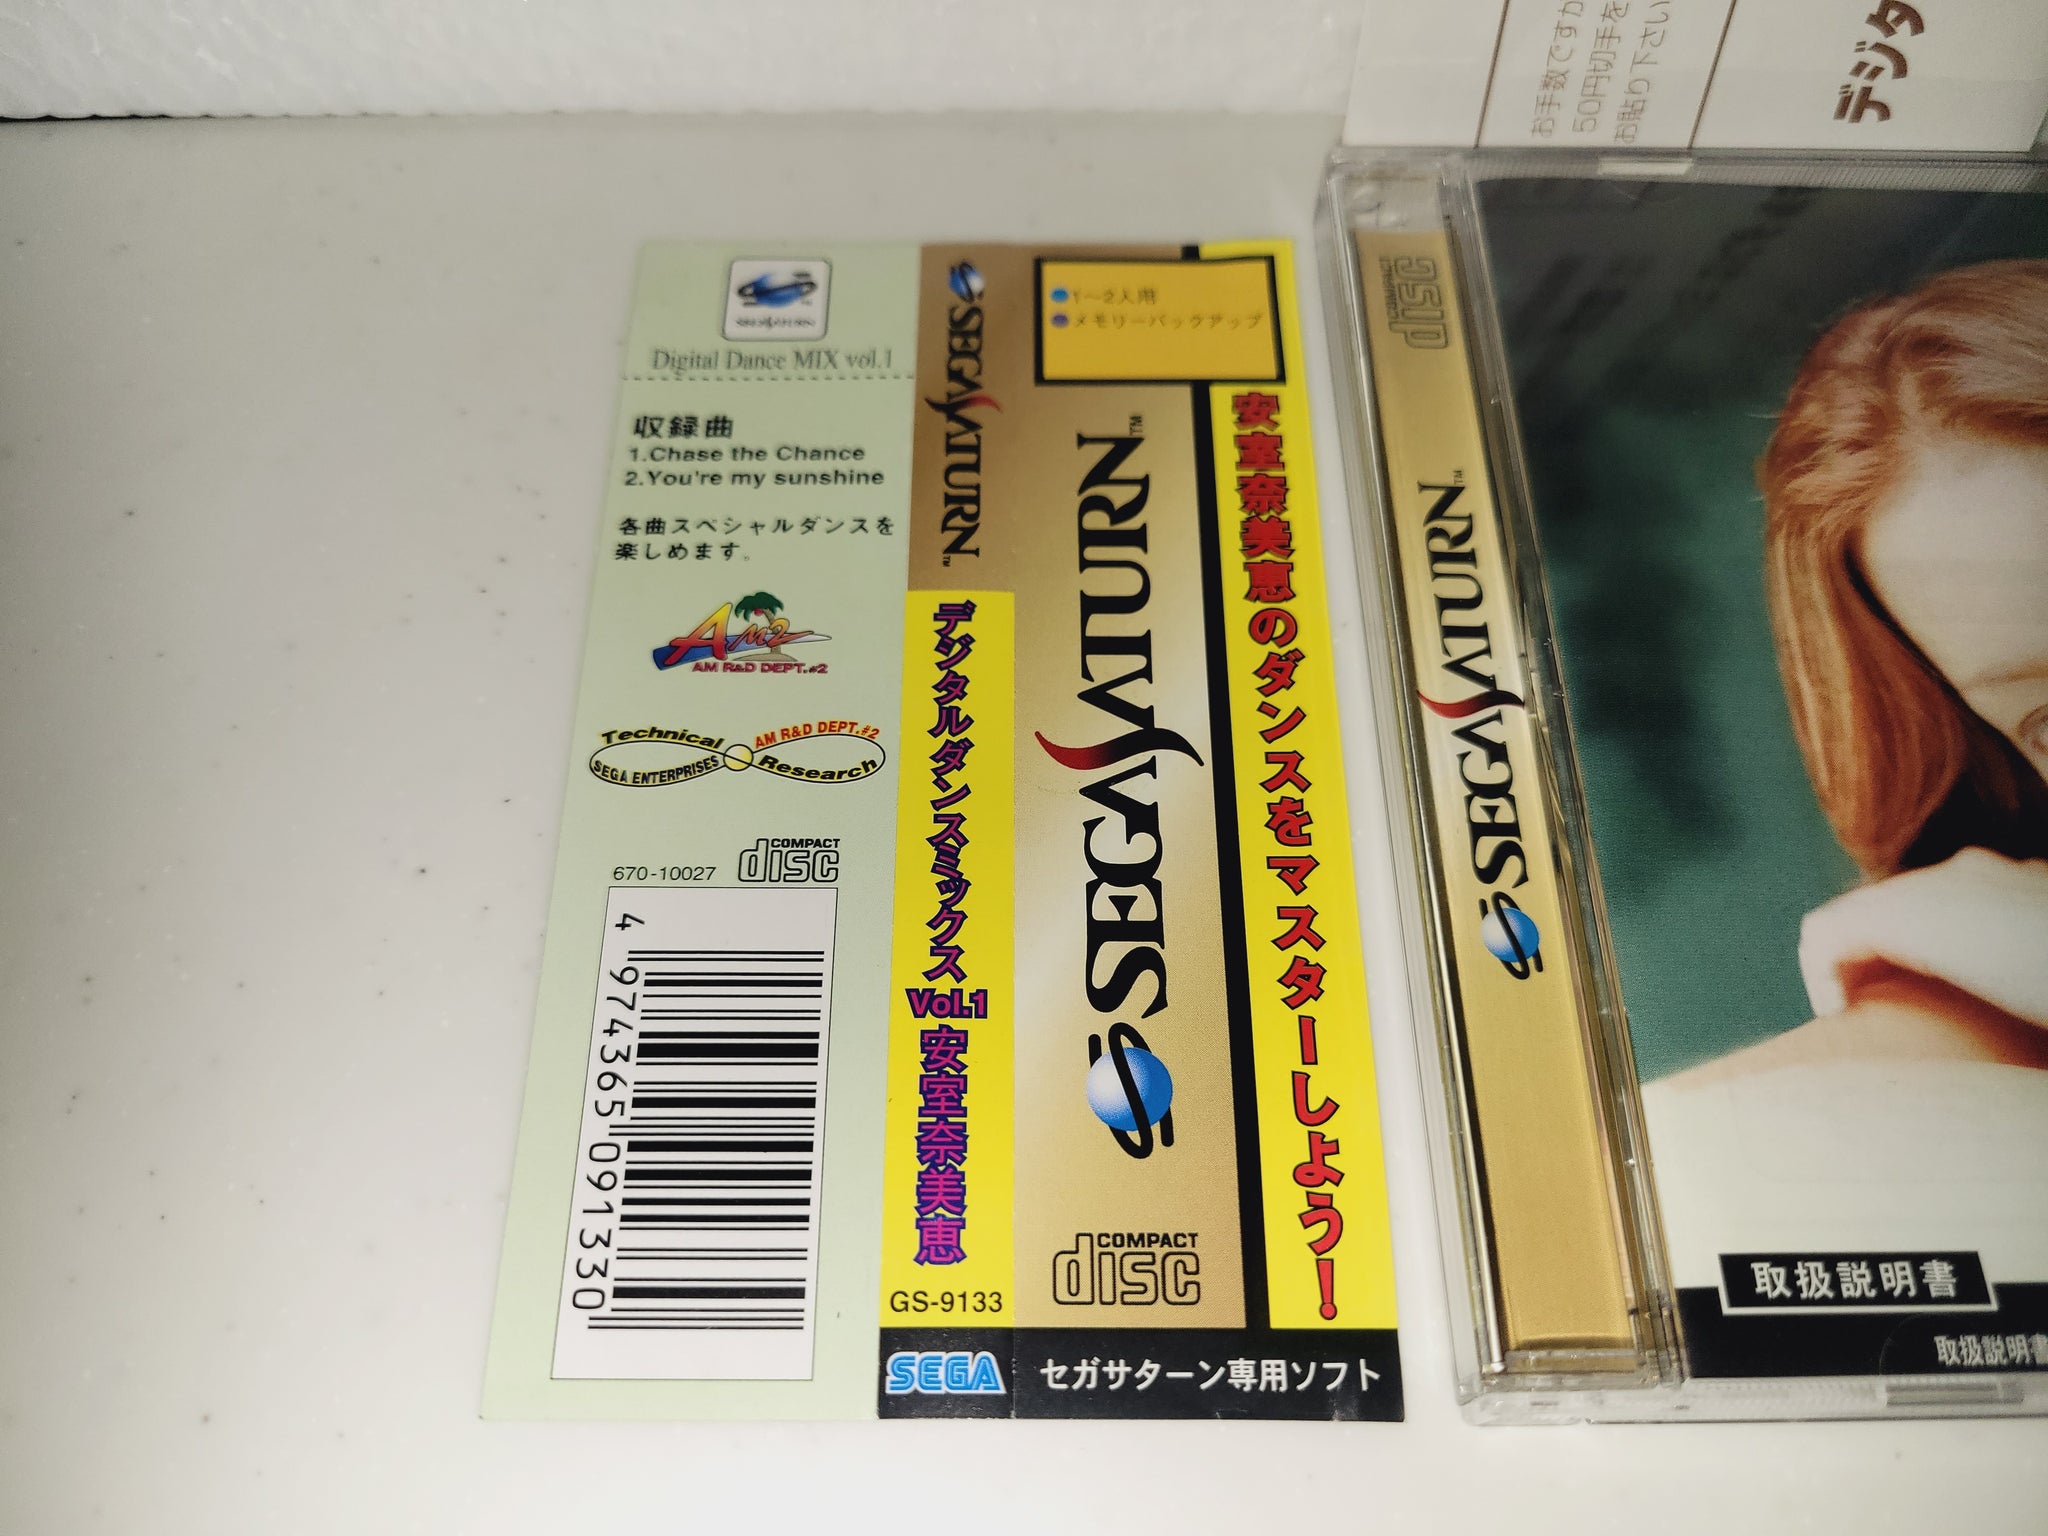 SEGA SATURN
Digital Dance MIX vol.1
収録曲
1.Chase the Chance
2.You're my sunshine
各曲スペシャルダンスを
楽しめます。
AM2
AM R&D DEPT.#2
Technical
AM R&D DEPT.#2
SEGA ENTERPRISES
Research
670-10027
COMPACT
disc
4 974365 091330
SEGA SATURN™
デジタルダンスミックス Vol.1 安室奈美恵
GS-9133
SEGA
1〜2人用
メモリーバックアップ
SEGA SATURN™
COMPACT
disc
安室奈美恵のダンスをマスターしよう!
セガサターン専用ソフト
COMPACT
disc
SEGA SATURN™
お手数ですが
50円切手を
お貼り下さい
デジタ
取扱説明書
取扱説明書